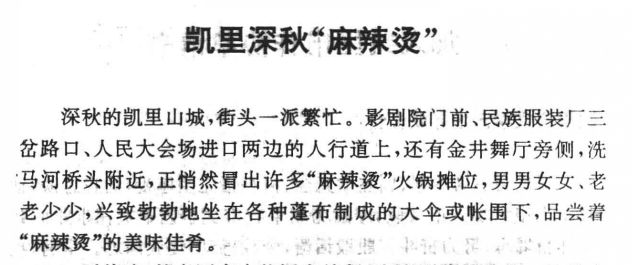 凯里深秋“麻辣烫”
深秋的凯里山城,街头一派繁忙。影剧院门前、民族服装厂三
岔路口、人民大会场进口两边的人行道上,还有金井舞厅旁侧,洗
马河桥头附近,正悄然冒出许多“麻辣烫”火锅摊位,男男女女、老
老少少,兴致勃勃地坐在各种蓬布制成的大伞或帐围下,品尝着
“麻辣烫”的美味佳肴。